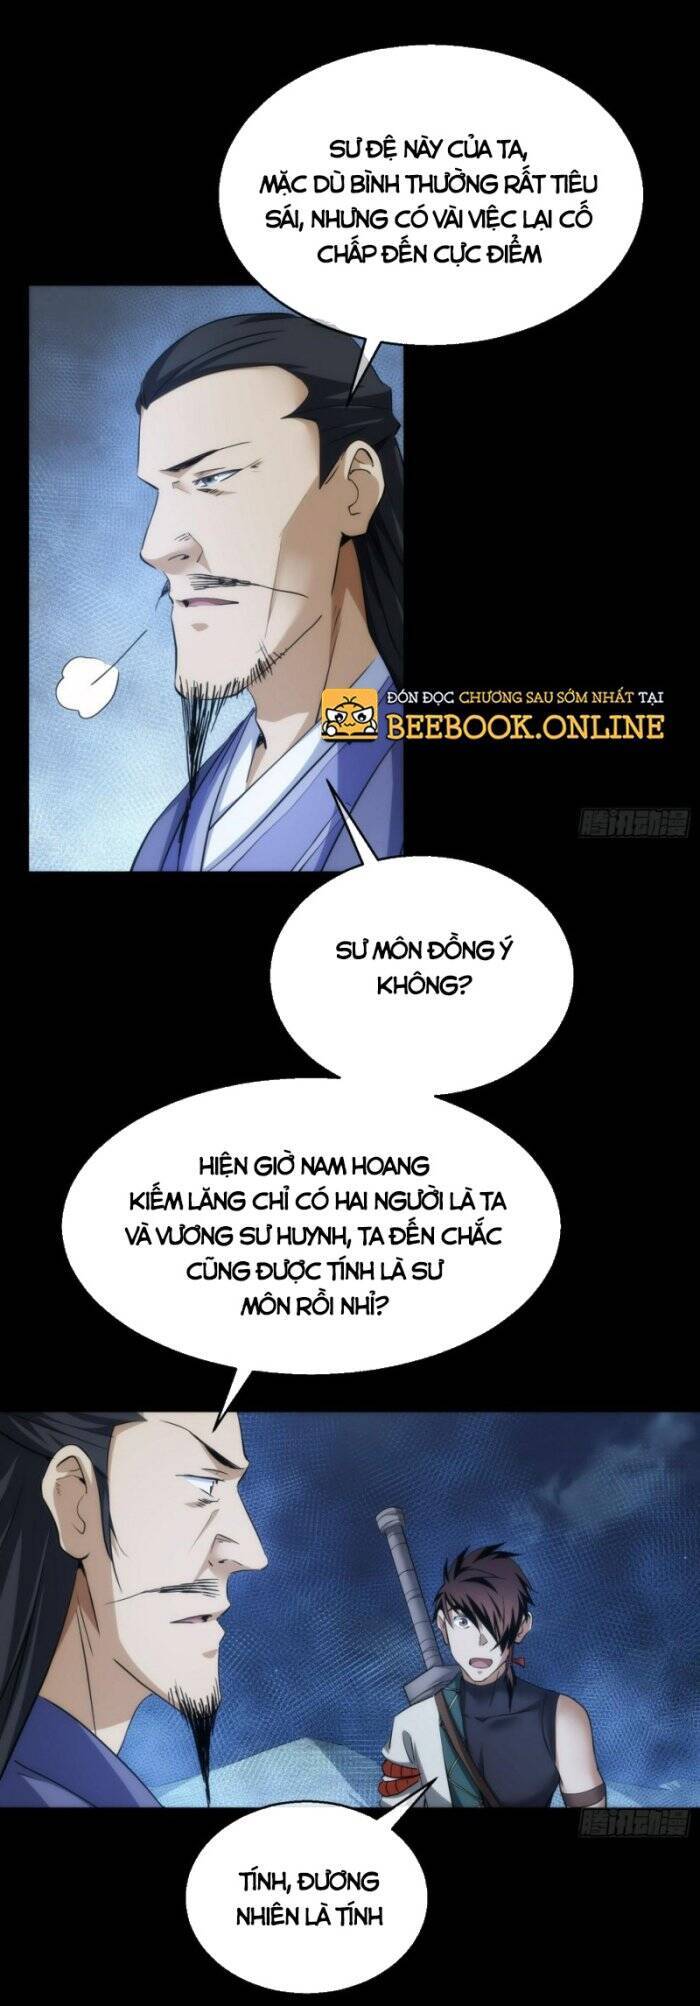 SƯ ĐỆ NÀY CỦA TA,
MẶC DÙ BÌNH THƯỜNG RẤT TIÊU
SÁI, NHƯNG CÓ VÀI VIỆC LẠI CỐ
CHẤP ĐẾN CỰC ĐIỂM
ĐÓN ĐỌC CHƯƠNG SAU SỚM NHẤT TẠI
BEEBOOK.ONLINE
腾讯动漫
SƯ MÔN ĐỒNG Ý
KHÔNG?
HIỆN GIỜ NAM HOANG
KIẾM LĂNG CHỈ CÓ HAI NGƯỜI LÀ TA
VÀ VƯƠNG SƯ HUYNH, TA ĐẾN CHẮC
CŨNG ĐƯỢC TÍNH LÀ SƯ
MÔN RỒI NHỈ?
腾讯动漫
TÍNH, ĐƯƠNG
NHIÊN LÀ TÍNH